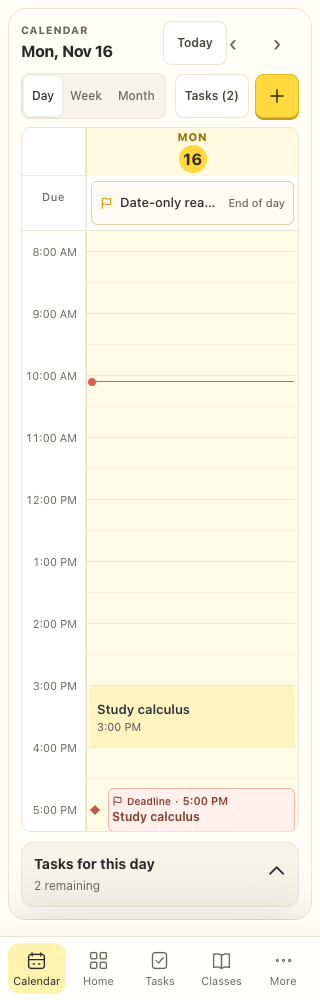 CALENDAR
Mon, Nov 16
Today
Day Week Month
Tasks (2)
MON
16
Due
Date-only rea... End of day
8:00 AM
9:00 AM
10:00 AM
11:00 AM
12:00 PM
1:00 PM
2:00 PM
3:00 PM
Study calculus
3:00 PM
4:00 PM
Deadline · 5:00 PM
5:00 PM
Study calculus
Tasks for this day
2 remaining
Calendar Home Tasks Classes More